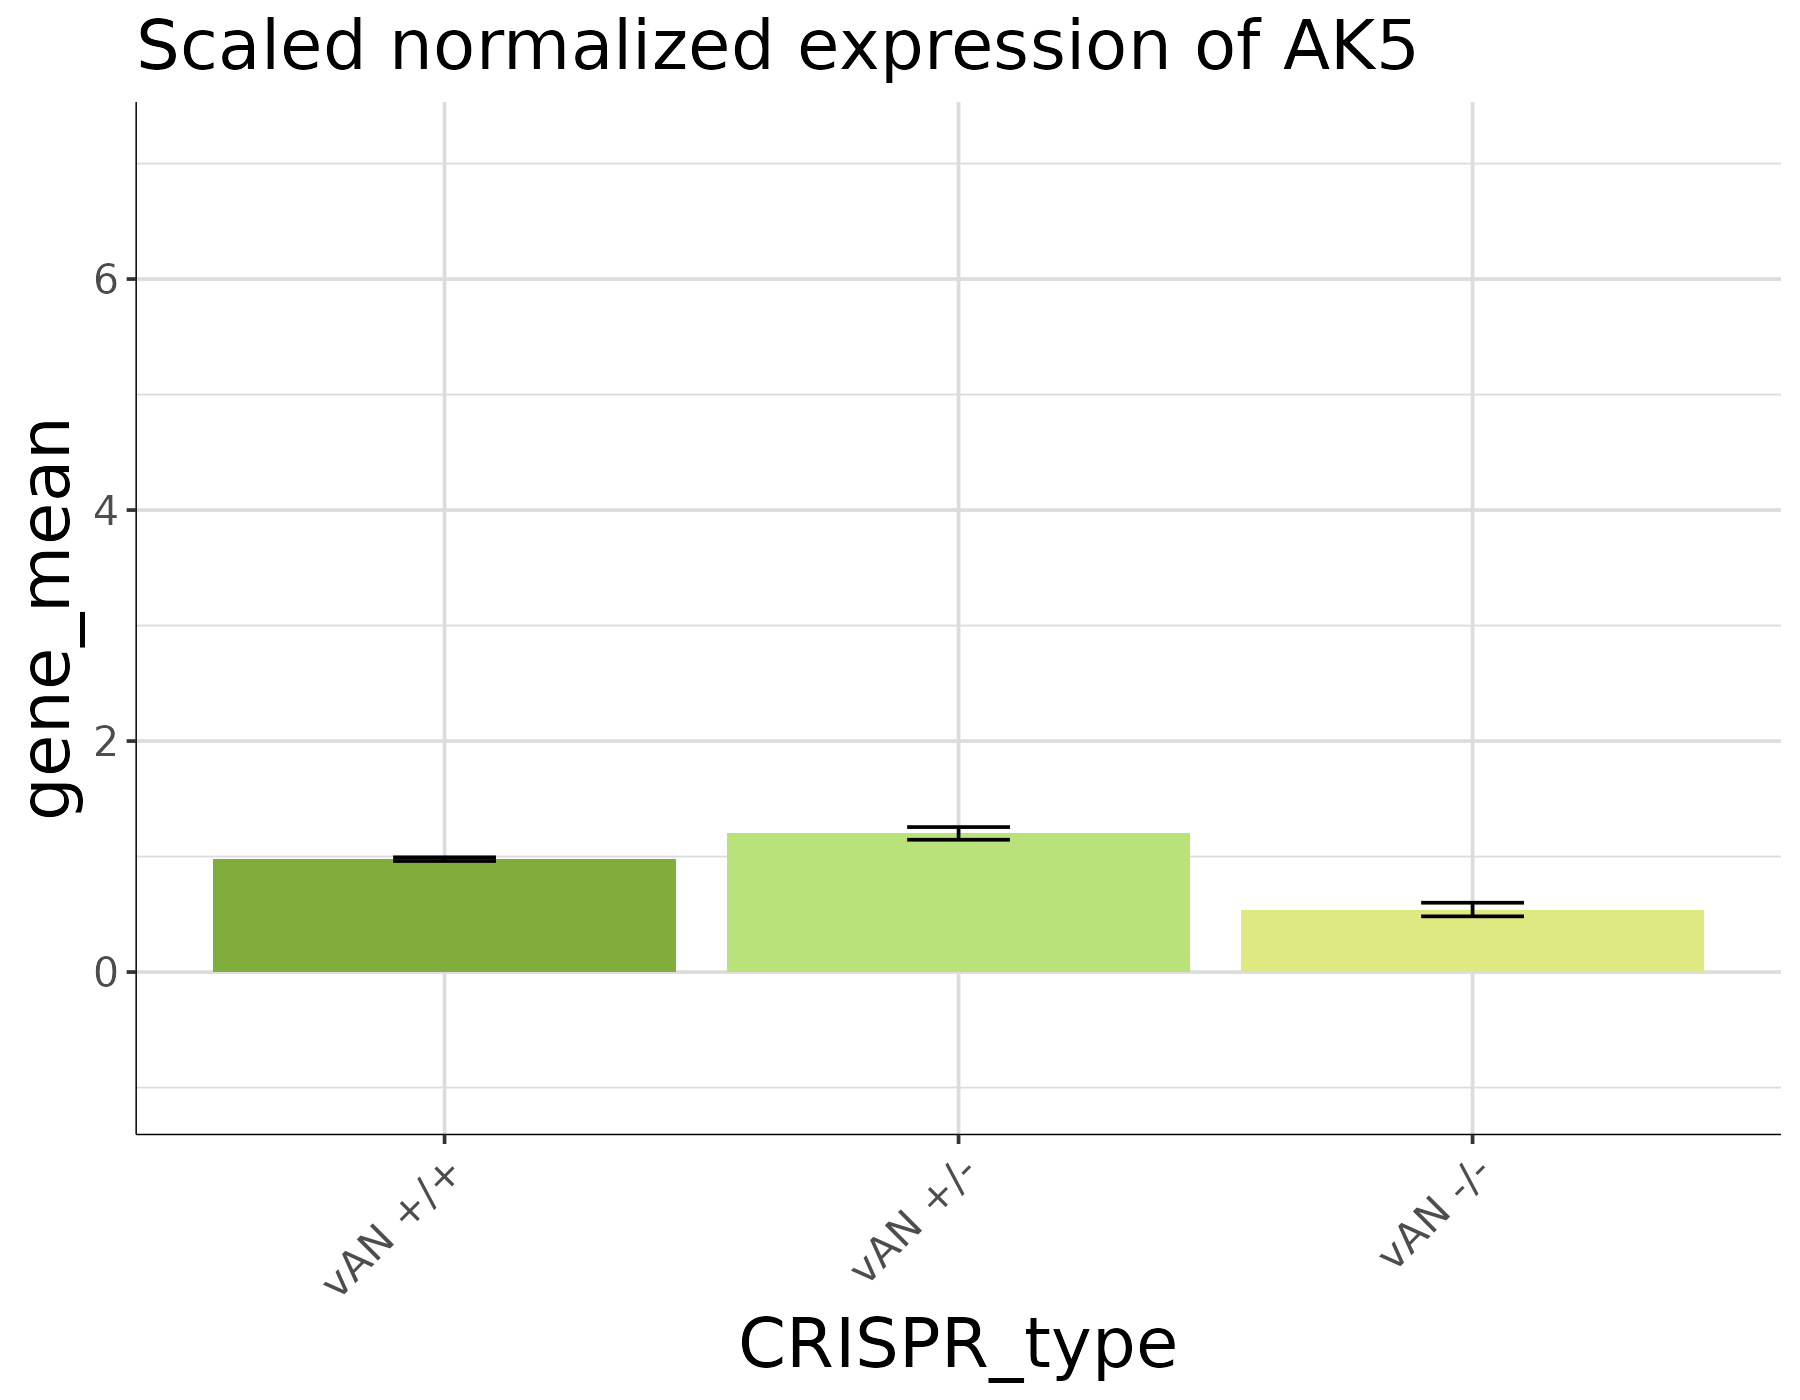 Scaled normalized expression of AK5
gene_mean
6
4
2
0
vAN +/+
vAN +/-
vAN -/-
CRISPR_type